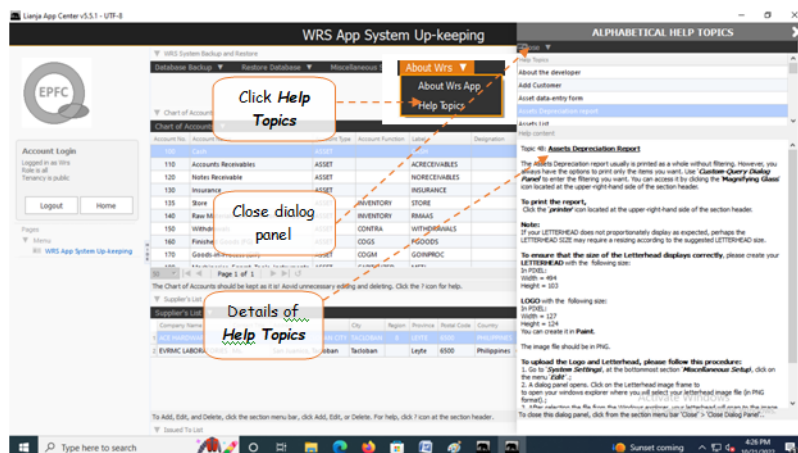 Lianja App Center v5.5.1 - UTF-8
WRS App System Up-keeping
WRS System Backup and Restore
Database Backup ▼ Restore Database ▼ Miscellaneous
About Wrs ▼
About Wrs App
Help Topics
Click Help Topics
EPFC
Account Login
Logged in as Wrs
Role is all
Tenancy is public
Logout Home
Pages
Menu
WRS App System Up-keeping
Chart of Account
Chart of Accounts
Account No. Account Type Account Function Label Designation
100 Cash ASSET
110 Accounts Receivables ASSET ACRECEIVABLES
120 Notes Receivable ASSET NORECEIVABLES
130 Insurance ASSET INSURANCE
135 Store INVENTORY STORE
140 Raw INVENTORY RMAAS
150 CONTRA WITHDRAWALS
160 Finished COGS FGOODS
170 Goods-in COGM GOINPROC
Close dialog panel
Page 1 of 1
The Chart of Accounts should be kept as it is! Avoid unnecessary editing and deleting. Click the ? icon for help.
Supplier's List
Supplier's List
Company Name City Region Province Postal Code Country
1 ACE HARDWARE TACLOBAN 8 LEYTE 6500 PHILIPPINES
2 EVRMC Tacloban Leyte 6500 Philippines
Details of Help Topics
To Add, Edit, and Delete, click the section menu bar, click Add, Edit, or Delete. For help, click ? icon at the section header.
Issued To List
ALPHABETICAL HELP TOPICS
Help Topics
About the developer
Add Customer
Asset data-entry form
Assets Depreciation report
Assets List
Help content
Topic 40: Assets Depreciation Report
The Assets Depreciation report usually is printed as a whole without filtering. However, you
always have the options to print only the items you want. Use 'Custom-Query Dialog
Panel' to enter the filtering you want. You can access it by clicking the 'Magnifying Glass'
icon located at the upper right-hand side of the section header.
To print the report,
Click the 'printer' icon located at the upper right-hand side of the section header.
Note:
If your LETTERHEAD does not proportionately display as expected, perhaps the
LETTERHEAD SIZE may require a resizing according to the suggested LETTERHEAD size.
To ensure that the size of the Letterhead displays correctly, please create your
LETTERHEAD with the following size:
In PIXEL:
Width = 494
Height = 103
LOGO with the following size:
In PIXEL:
Width = 127
Height = 124
You can create it in Paint.
The image file should be in PNG.
To upload the Logo and Letterhead, please follow this procedure:
1. Go to 'System Settings', at the bottommost section 'Miscellaneous Setup', click on
the menu 'Edit'.;
2. A dialog panel opens. Click on the Letterhead image frame to
to open your windows explorer where you will select your letterhead image file (in PNG
format).;
Activate Windows
To close this dialog panel, click from the section menu bar 'Close' > 'Close Dialog Panel'...
Type here to search
Sunset coming
4:26 PM